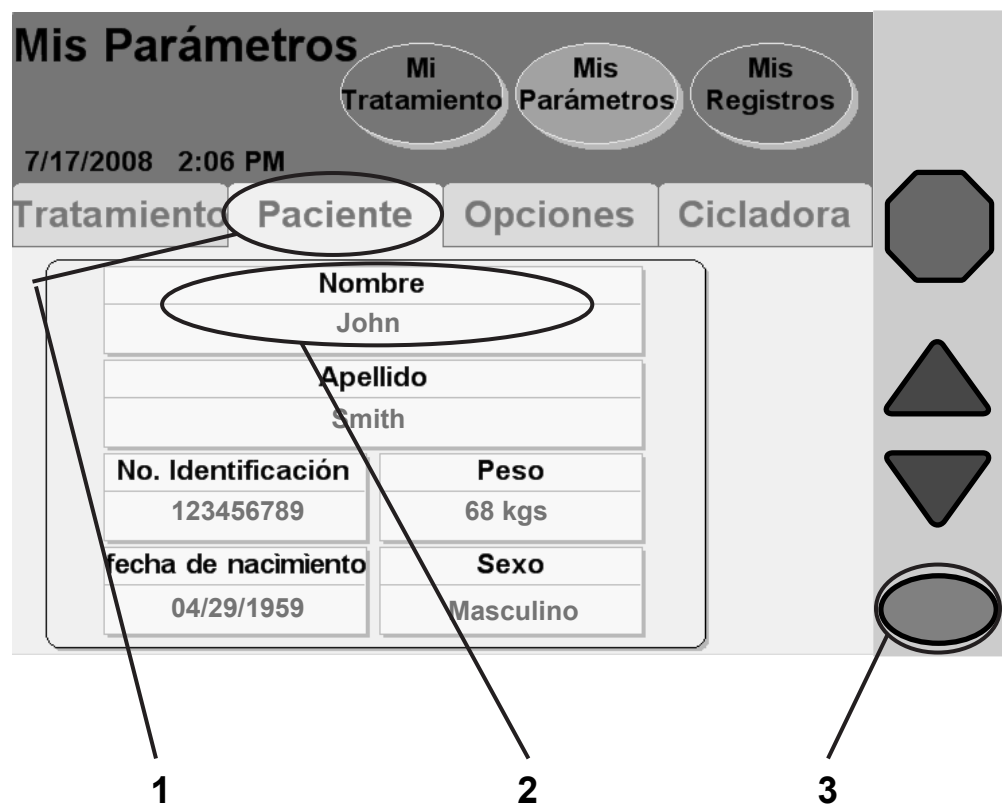 Mis Parámetros
Mi
Tratamiento
Mis
Parámetros
Mis
Registros
7/17/2008 2:06 PM
Tratamiento Paciente Opciones Cicladora
Nombre
John
Apellido
Smith
No. Identificación Peso
123456789 68 kgs
fecha de nacimiento Sexo
04/29/1959 Masculino
1 2 3